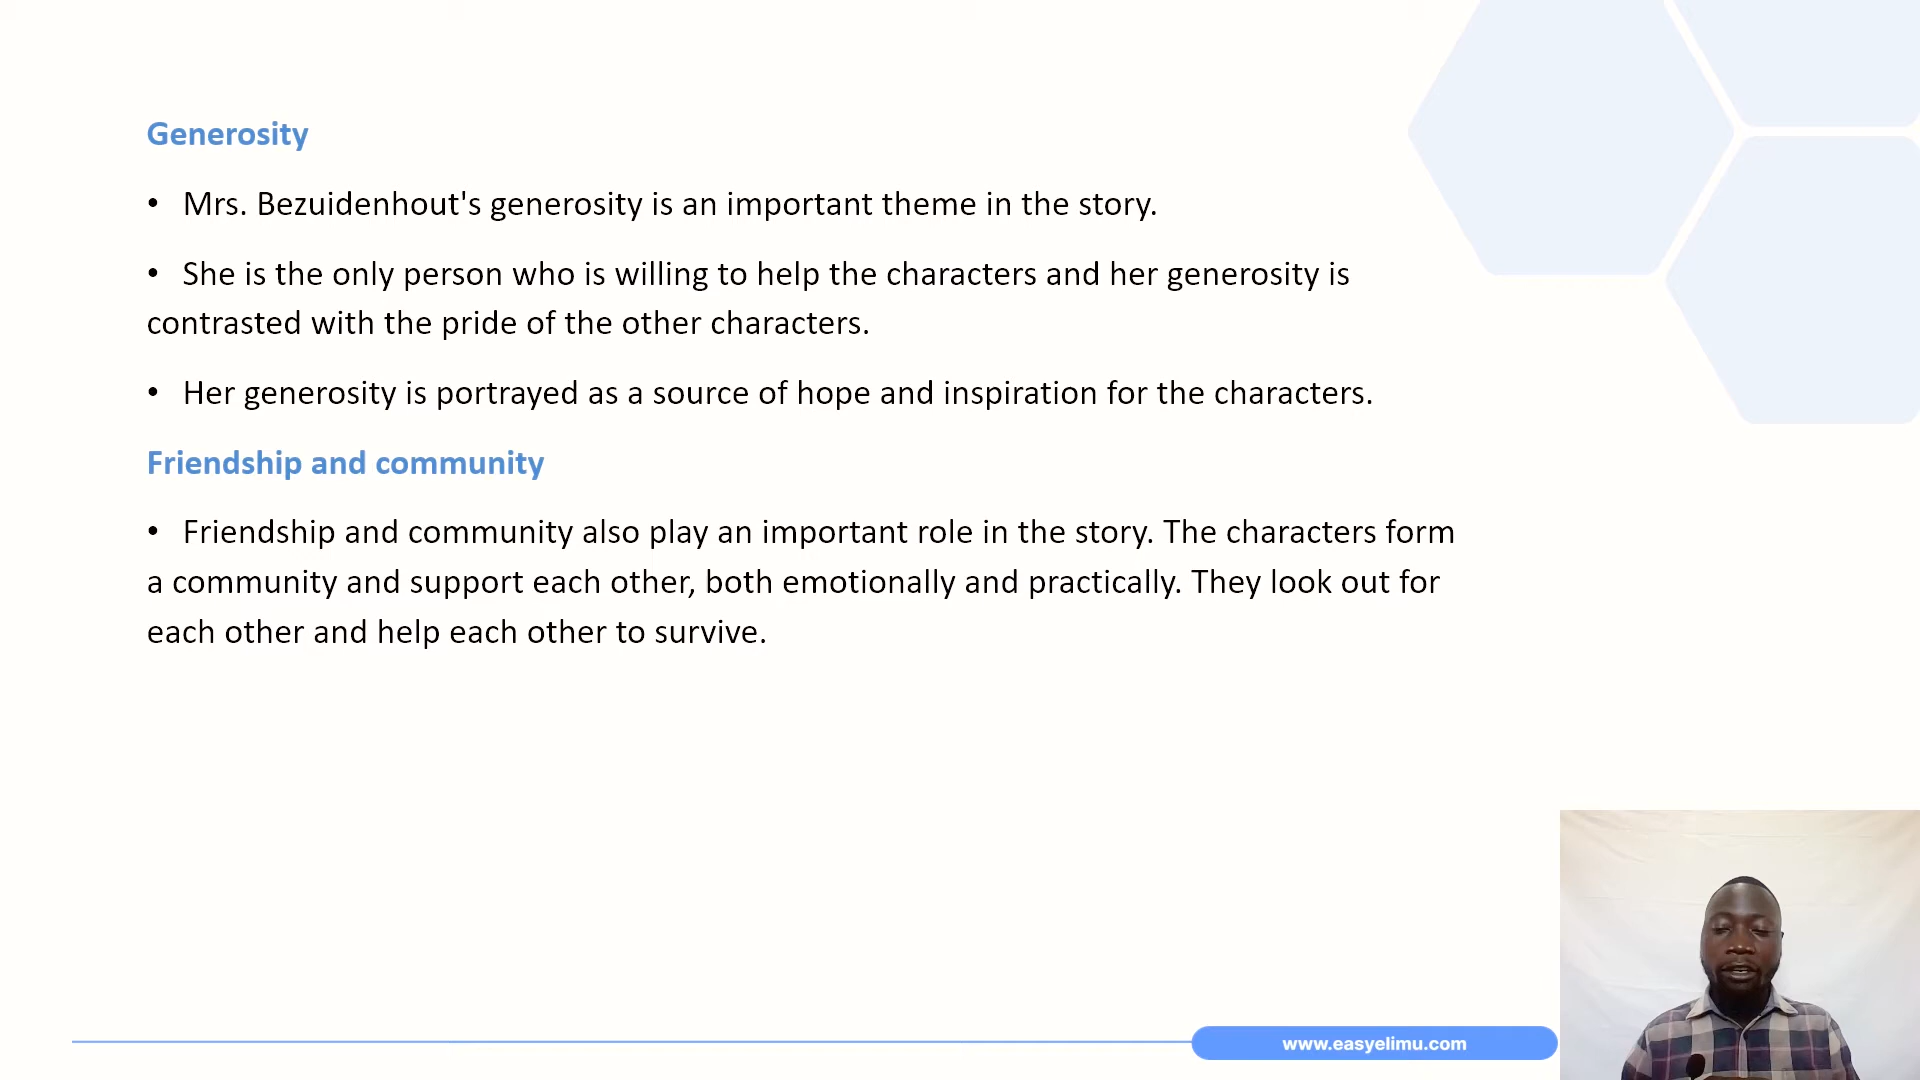 Generosity
• Mrs. Bezuidenhout's generosity is an important theme in the story.
• She is the only person who is willing to help the characters and her generosity is
contrasted with the pride of the other characters.
• Her generosity is portrayed as a source of hope and inspiration for the characters.
Friendship and community
• Friendship and community also play an important role in the story. The characters form
a community and support each other, both emotionally and practically. They look out for
each other and help each other to survive.
www.easyelimu.com